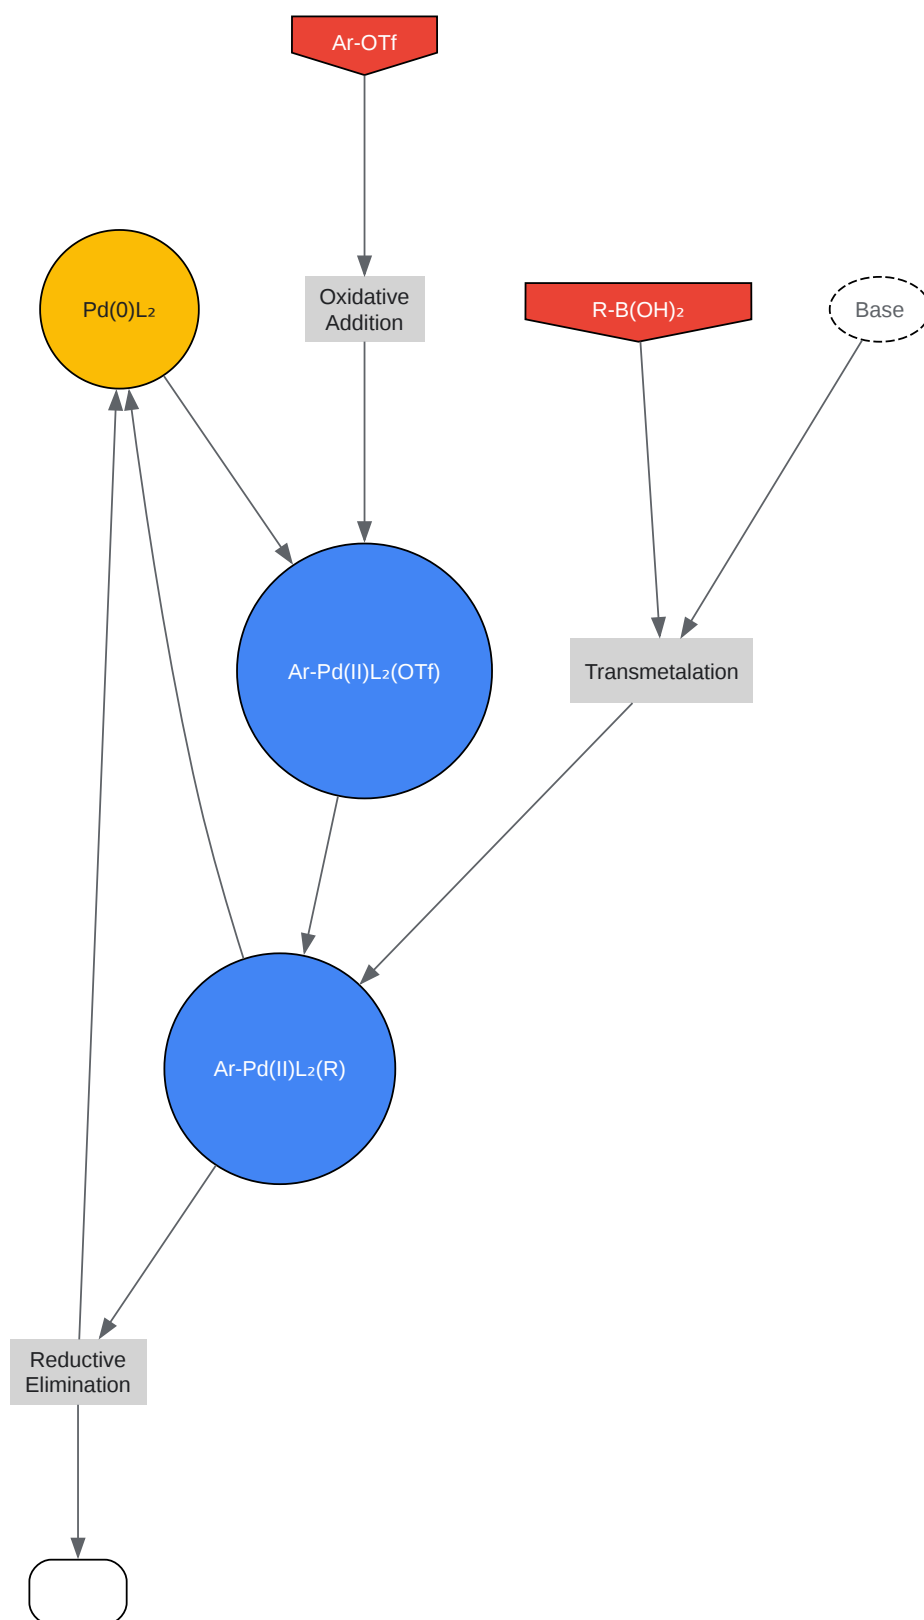 Ar-OTf
Pd(0)L₂
Oxidative
Addition
R-B(OH)₂
Base
Ar-Pd(II)L₂(OTf)
Transmetalation
Ar-Pd(II)L₂(R)
Reductive
Elimination